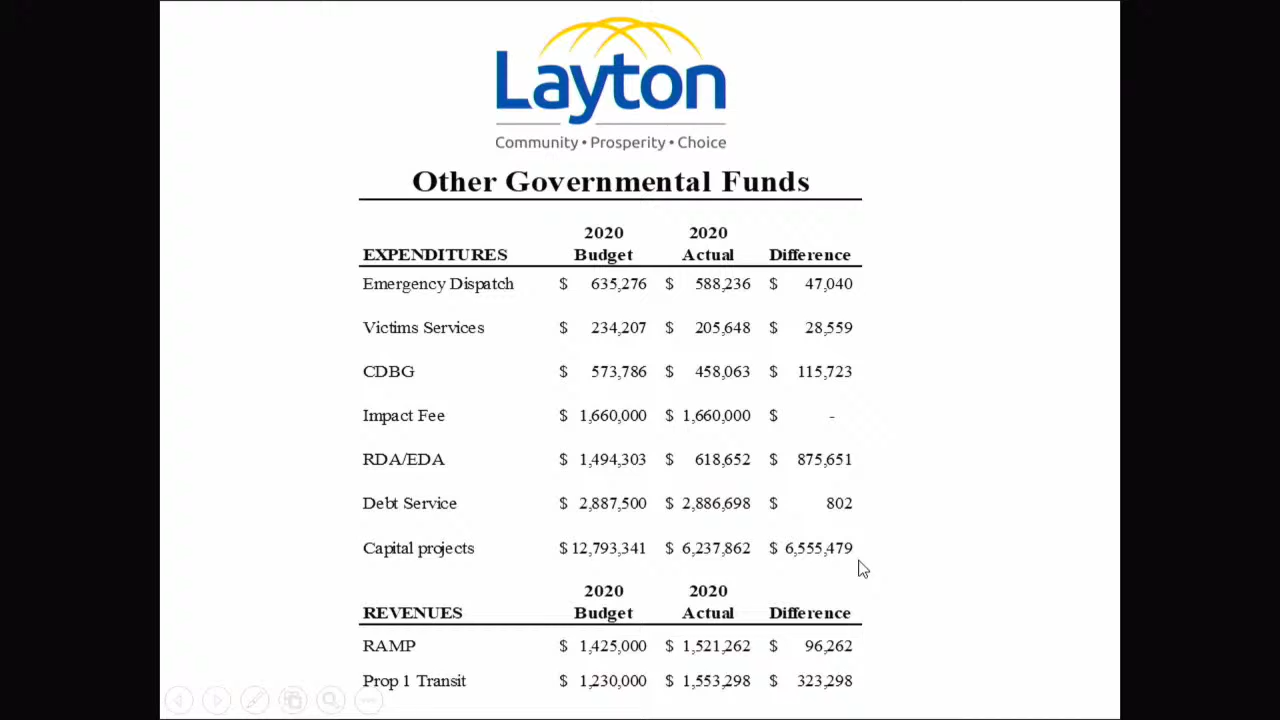 Layton
Community • Prosperity • Choice
Other Governmental Funds
2020 2020
EXPENDITURES Budget Actual Difference
Emergency Dispatch $ 635,276 $ 588,236 $ 47,040
Victims Services $ 234,207 $ 205,648 $ 28,559
CDBG $ 573,786 $ 458,063 $ 115,723
Impact Fee $ 1,660,000 $ 1,660,000 $ -
RDA/EDA $ 1,494,303 $ 618,652 $ 875,651
Debt Service $ 2,887,500 $ 2,886,698 $ 802
Capital projects $ 12,793,341 $ 6,237,862 $ 6,555,479
2020 2020
REVENUES Budget Actual Difference
RAMP $ 1,425,000 $ 1,521,262 $ 96,262
Prop 1 Transit $ 1,230,000 $ 1,553,298 $ 323,298